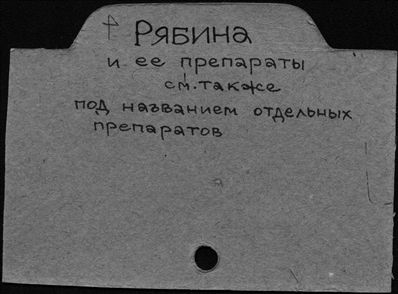 † Рябина
и ее препараты
см. также
под названием отдельных
препаратов